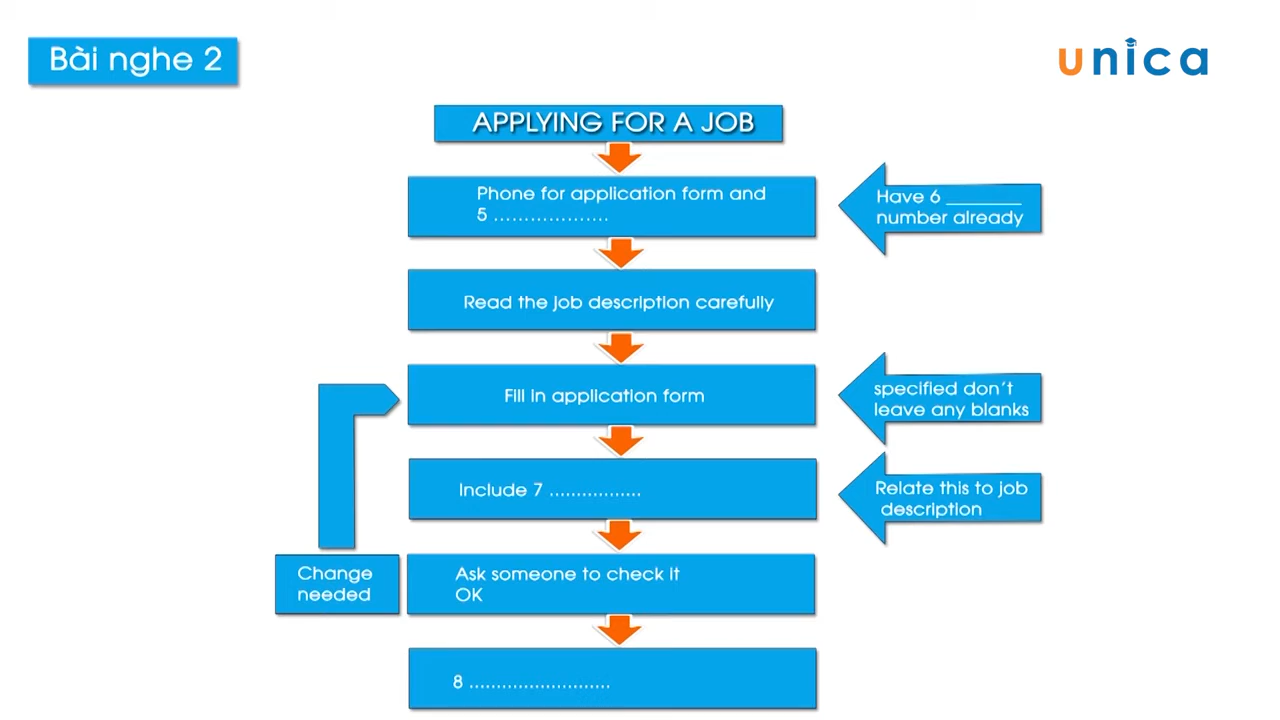 Bài nghe 2
unica
APPLYING FOR A JOB
Phone for application form and
5 ...................
Have 6 ________
number already
Read the job description carefully
Fill in application form
specified don't
leave any blanks
Include 7 .................
Relate this to job
description
Change
needed
Ask someone to check it
OK
8 ..........................